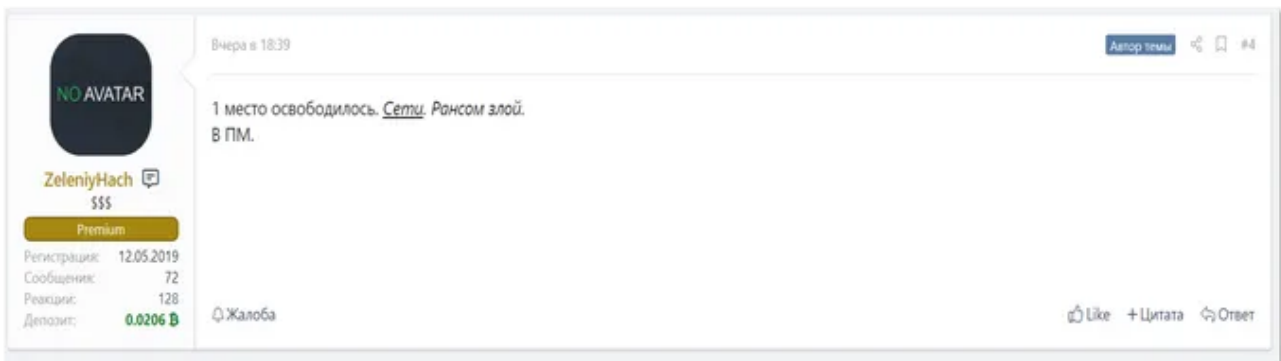 Вчера в 18:39
Автор темы
#4
NO AVATAR
1 место освободилось. Сети. Рансом злой.
В ПМ.
ZeleniyHach
$$$
Premium
Регистрация: 12.05.2019
Сообщения: 72
Реакции: 128
Депозит: 0.0206 ₿
Жалоба
Like +Цитата Ответ